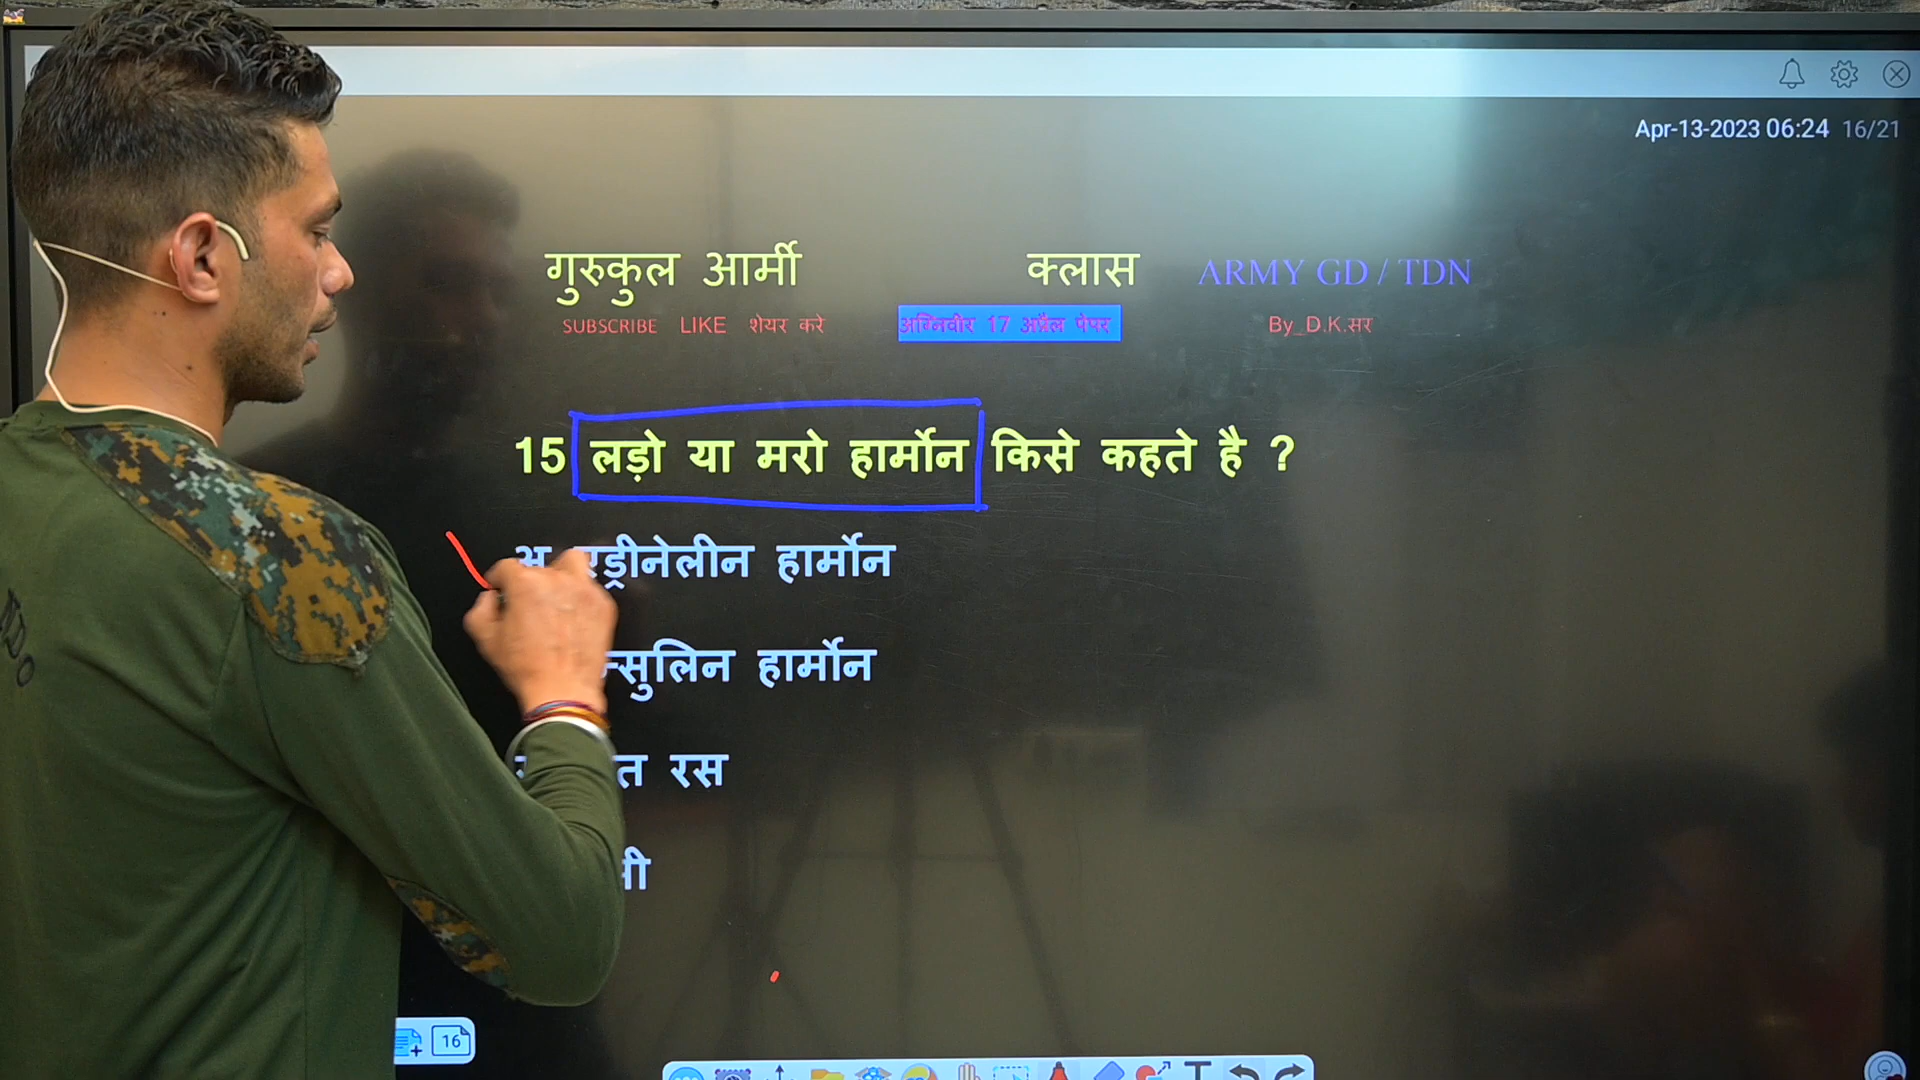 Apr-13-2023 06:24 16/21
गुरुकुल आर्मी क्लास ARMY GD / TDN
SUBSCRIBE LIKE शेयर करे अग्निवीर 17 अप्रैल पेपर By_D.K.सर
15 लड़ो या मरो हार्मोन किसे कहते है ?
अ एड्रीनेलीन हार्मोन
हार्मोन
रस
16